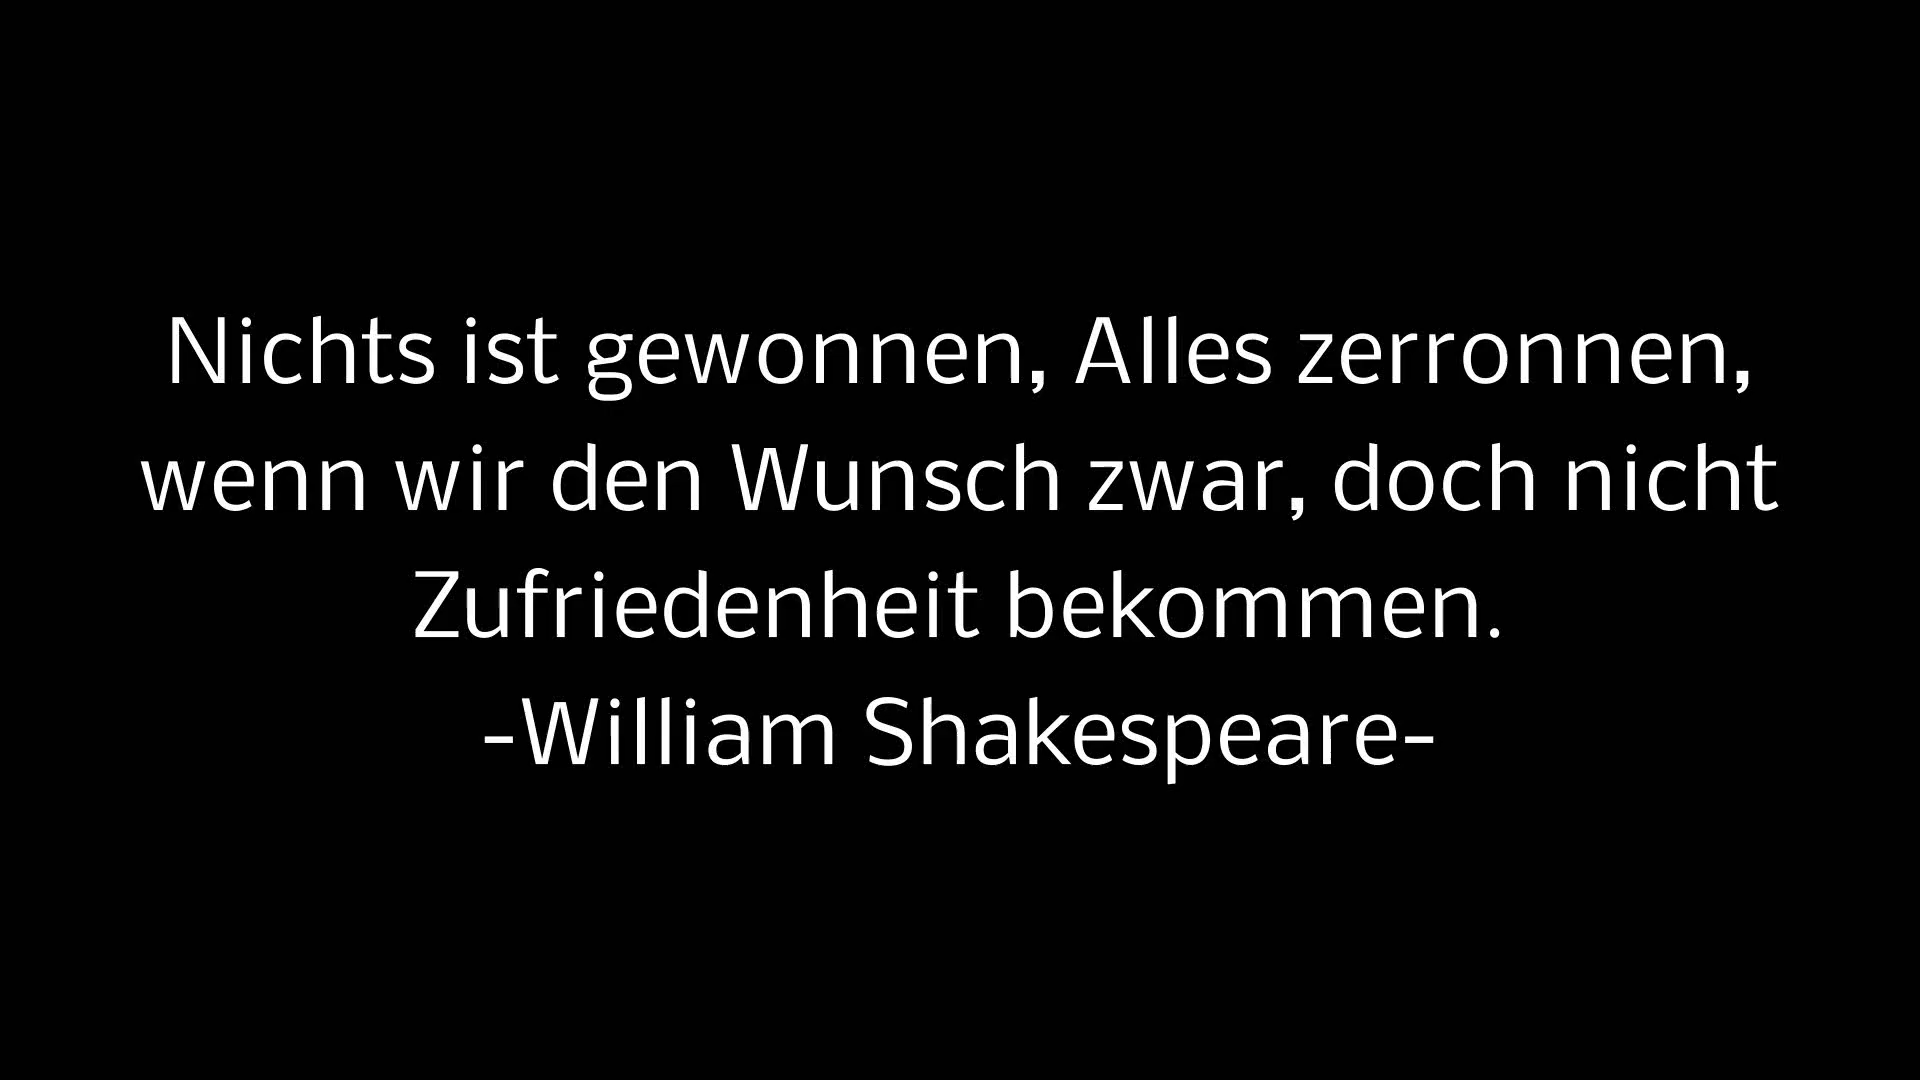 Nichts ist gewonnen, Alles zerronnen,
wenn wir den Wunsch zwar, doch nicht
Zufriedenheit bekommen.
-William Shakespeare-